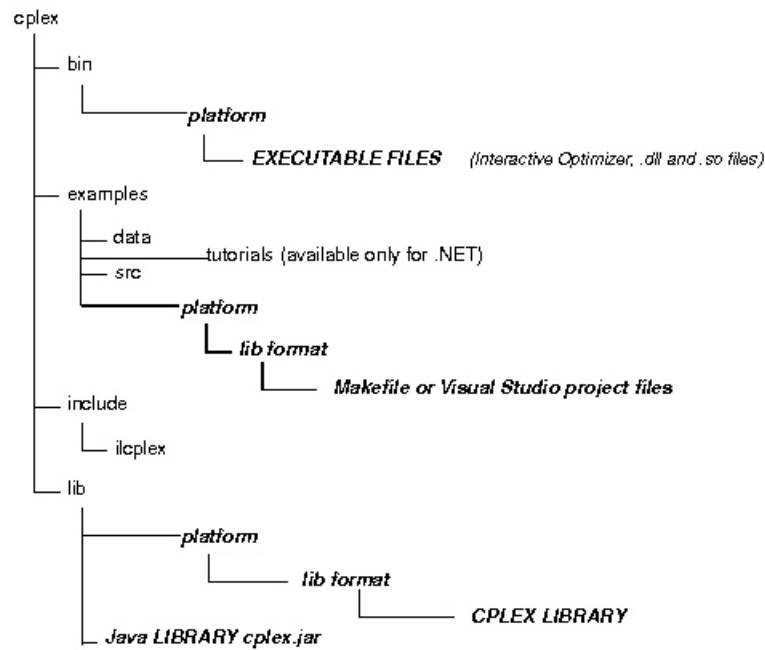 cplex
bin
platform
EXECUTABLE FILES (Interactive Optimizer, .dll and .so files)
examples
data
tutorials (available only for .NET)
src
platform
lib format
Makefile or Visual Studio project files
include
ilcplex
lib
platform
lib format
CPLEX LIBRARY
Java LIBRARY cplex.jar